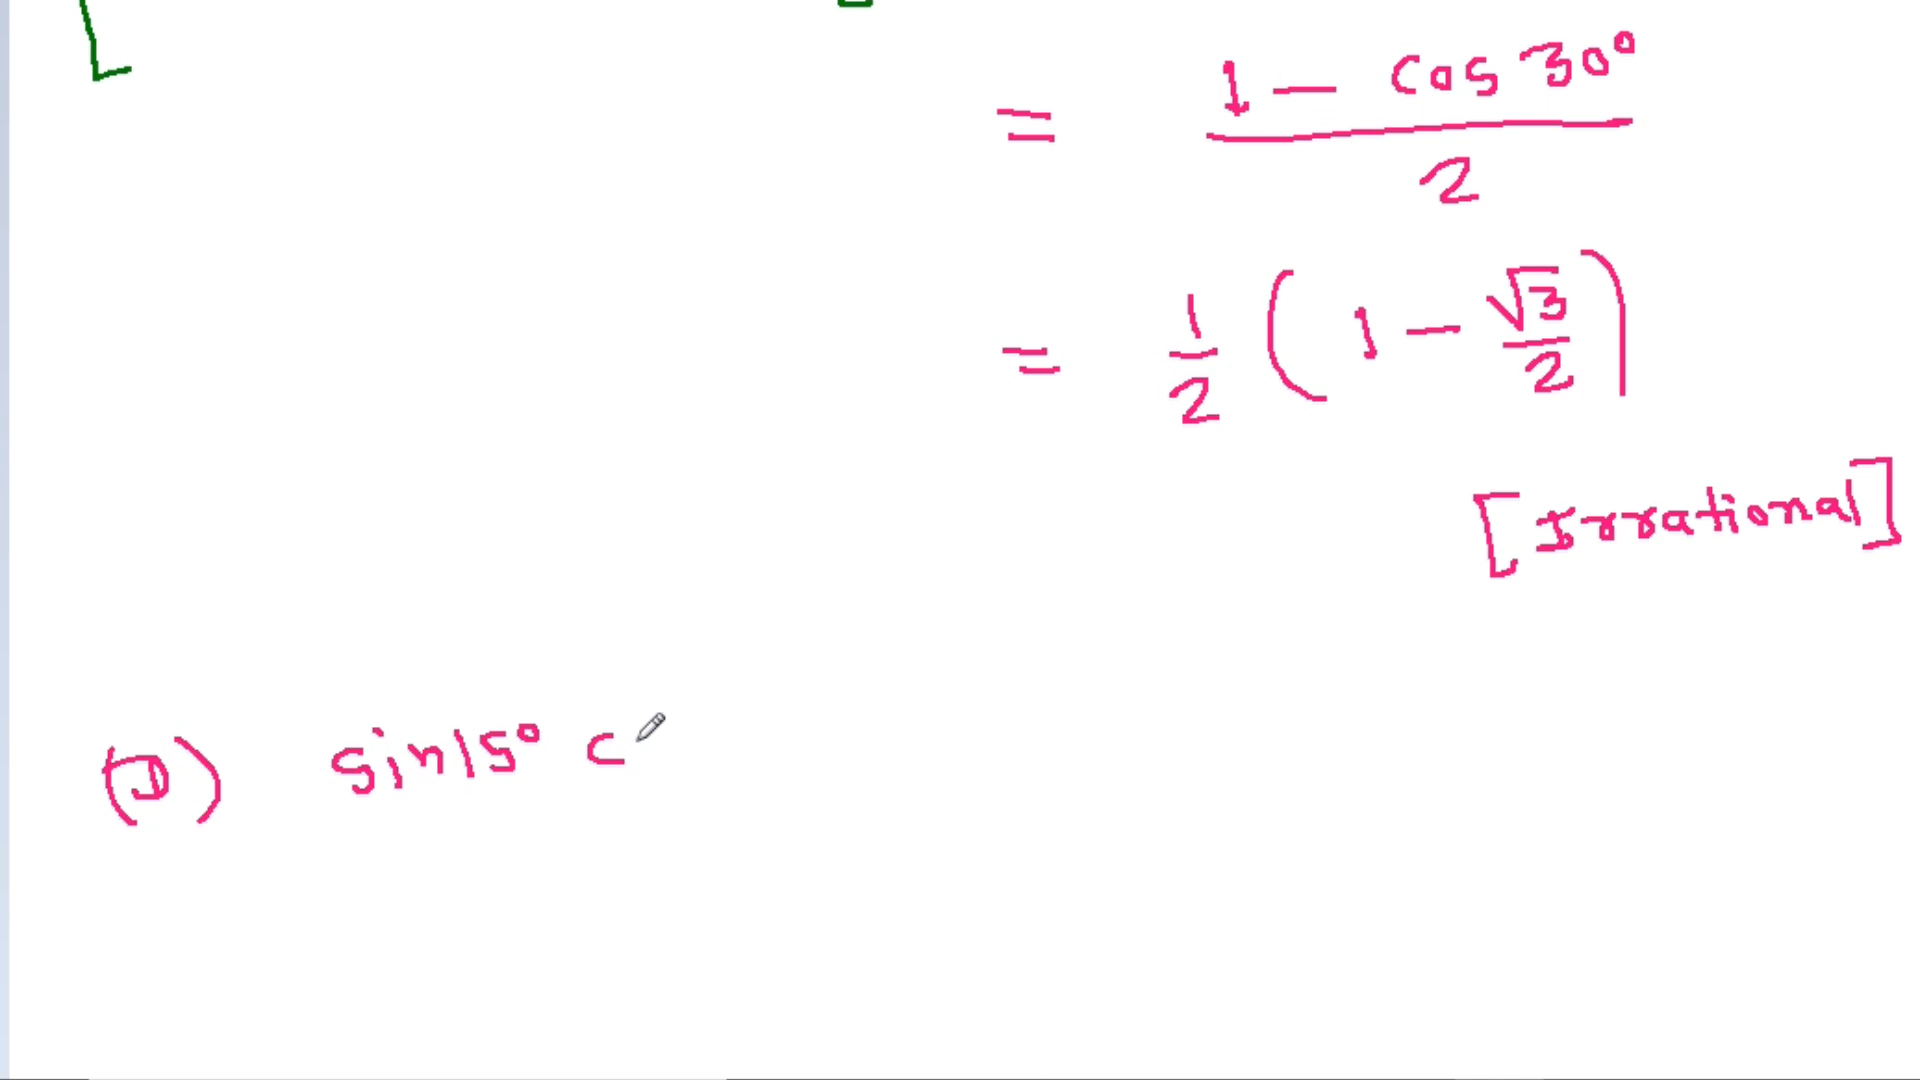 = (1 - cos 30°) / 2
= 1/2 (1 - √3/2)
[Irrational]
(D) sin15° c